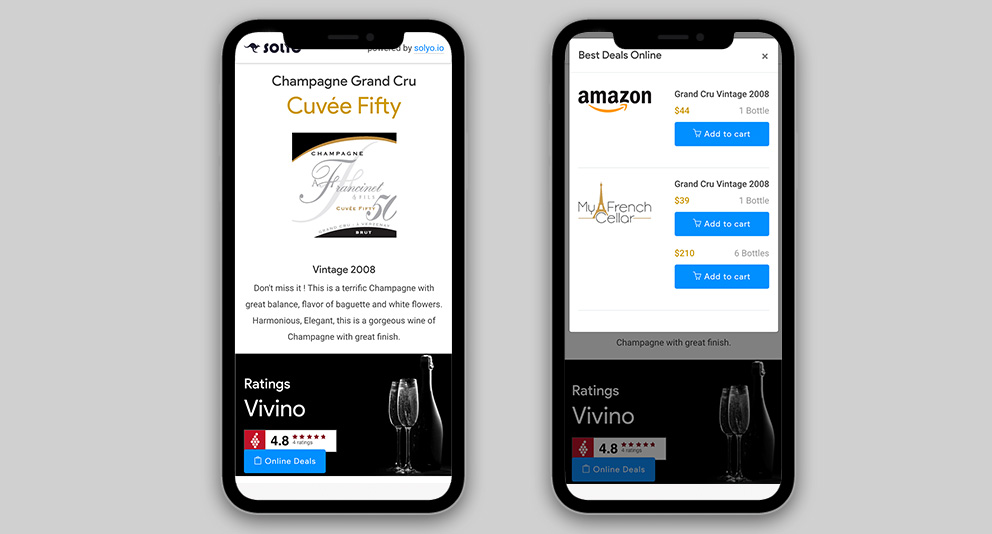 SOLYO
powered by solyo.io
Champagne Grand Cru
Cuvée Fifty
CHAMPAGNE
Francinet
& FILS
CUVÉE FIFTY
50
GRAND CRU
BRUT
Vintage 2008
Don't miss it ! This is a terrific Champagne with
great balance, flavor of baguette and white flowers.
Harmonious, Elegant, this is a gorgeous wine of
Champagne with great finish.
Ratings
Vivino
4.8
4 ratings
Online Deals
Best Deals Online ×
amazon
Grand Cru Vintage 2008
$44 1 Bottle
Add to cart
My French
Cellar
Grand Cru Vintage 2008
$39 1 Bottle
Add to cart
$210 6 Bottles
Add to cart
Champagne with great finish.
Ratings
Vivino
4.8
4 ratings
Online Deals